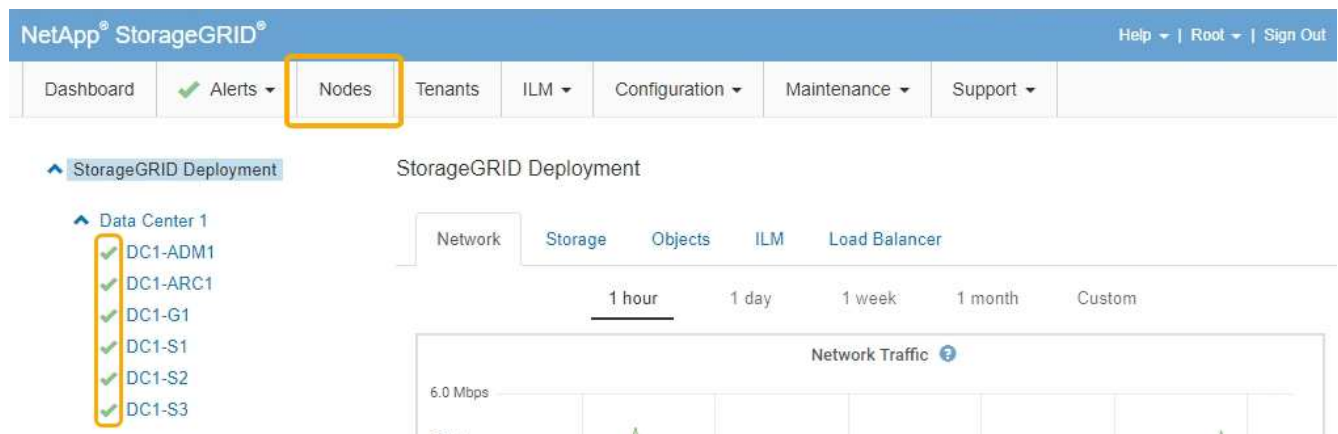 NetApp® StorageGRID®
Help | Root | Sign Out
Dashboard Alerts Nodes Tenants ILM Configuration Maintenance Support
StorageGRID Deployment
StorageGRID Deployment
Data Center 1
Network Storage Objects ILM Load Balancer
DC1-ADM1
DC1-ARC1
1 hour 1 day 1 week 1 month Custom
DC1-G1
DC1-S1
Network Traffic
DC1-S2
6.0 Mbps
DC1-S3